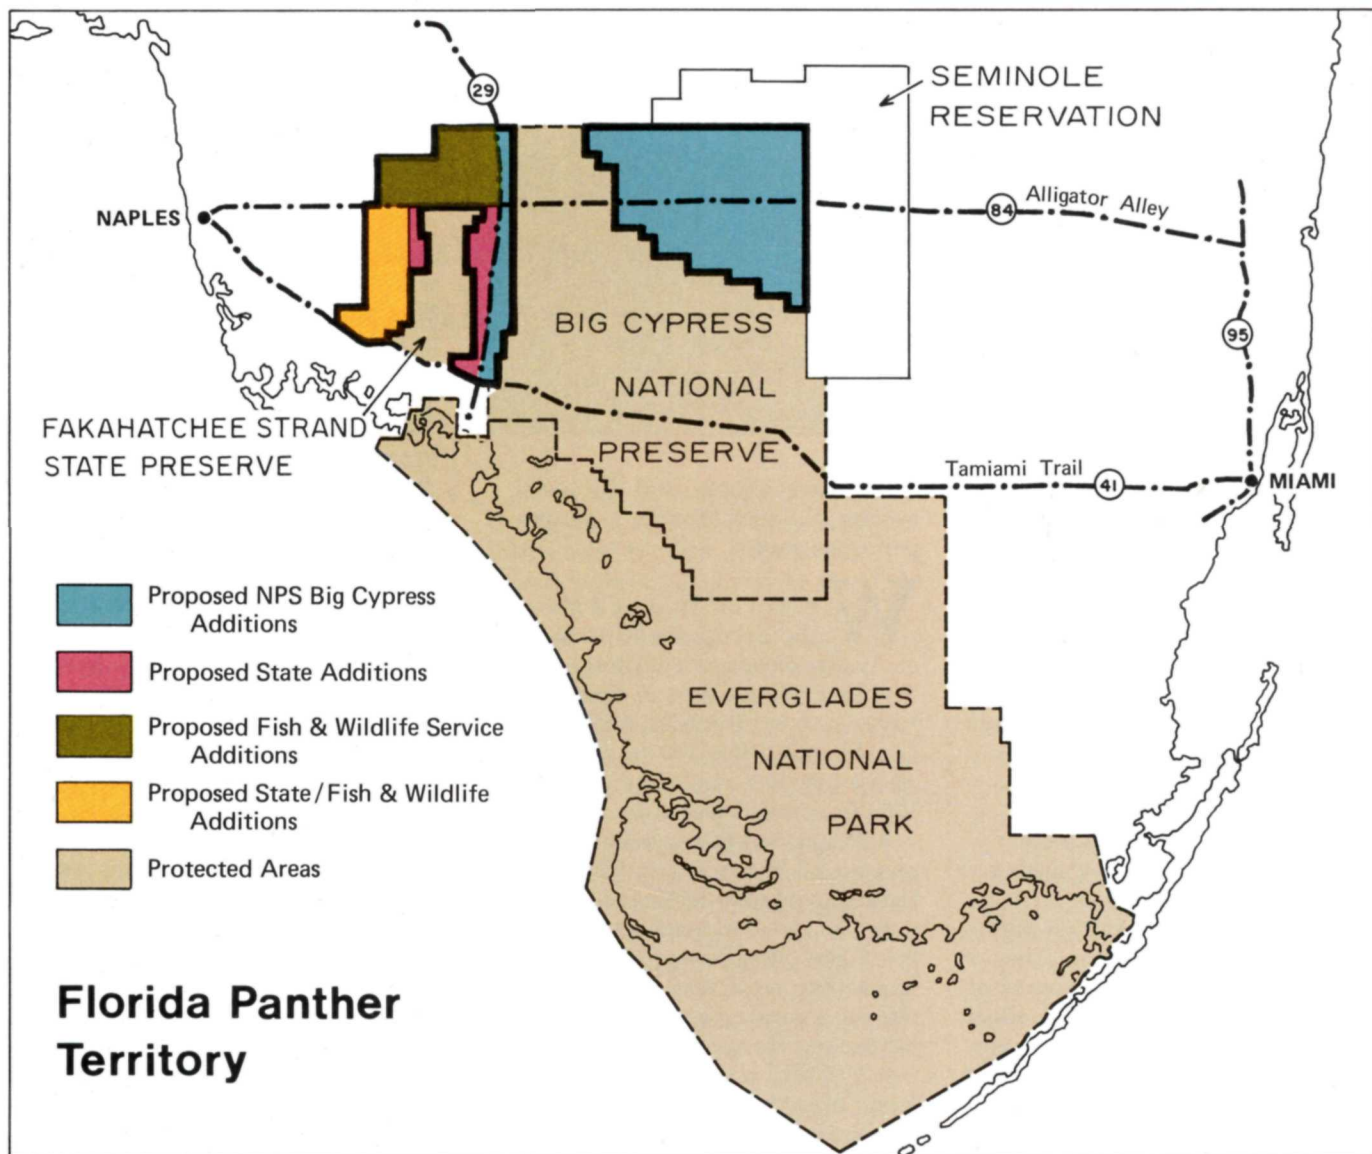 SEMINOLE
RESERVATION
29
NAPLES
84
Alligator Alley
95
BIG CYPRESS
NATIONAL
PRESERVE
FAKAHATCHEE STRAND
STATE PRESERVE
Tamiami Trail
41
MIAMI
Proposed NPS Big Cypress
Additions
Proposed State Additions
Proposed Fish & Wildlife Service
Additions
Proposed State/Fish & Wildlife
Additions
Protected Areas
EVERGLADES
NATIONAL
PARK
Florida Panther
Territory